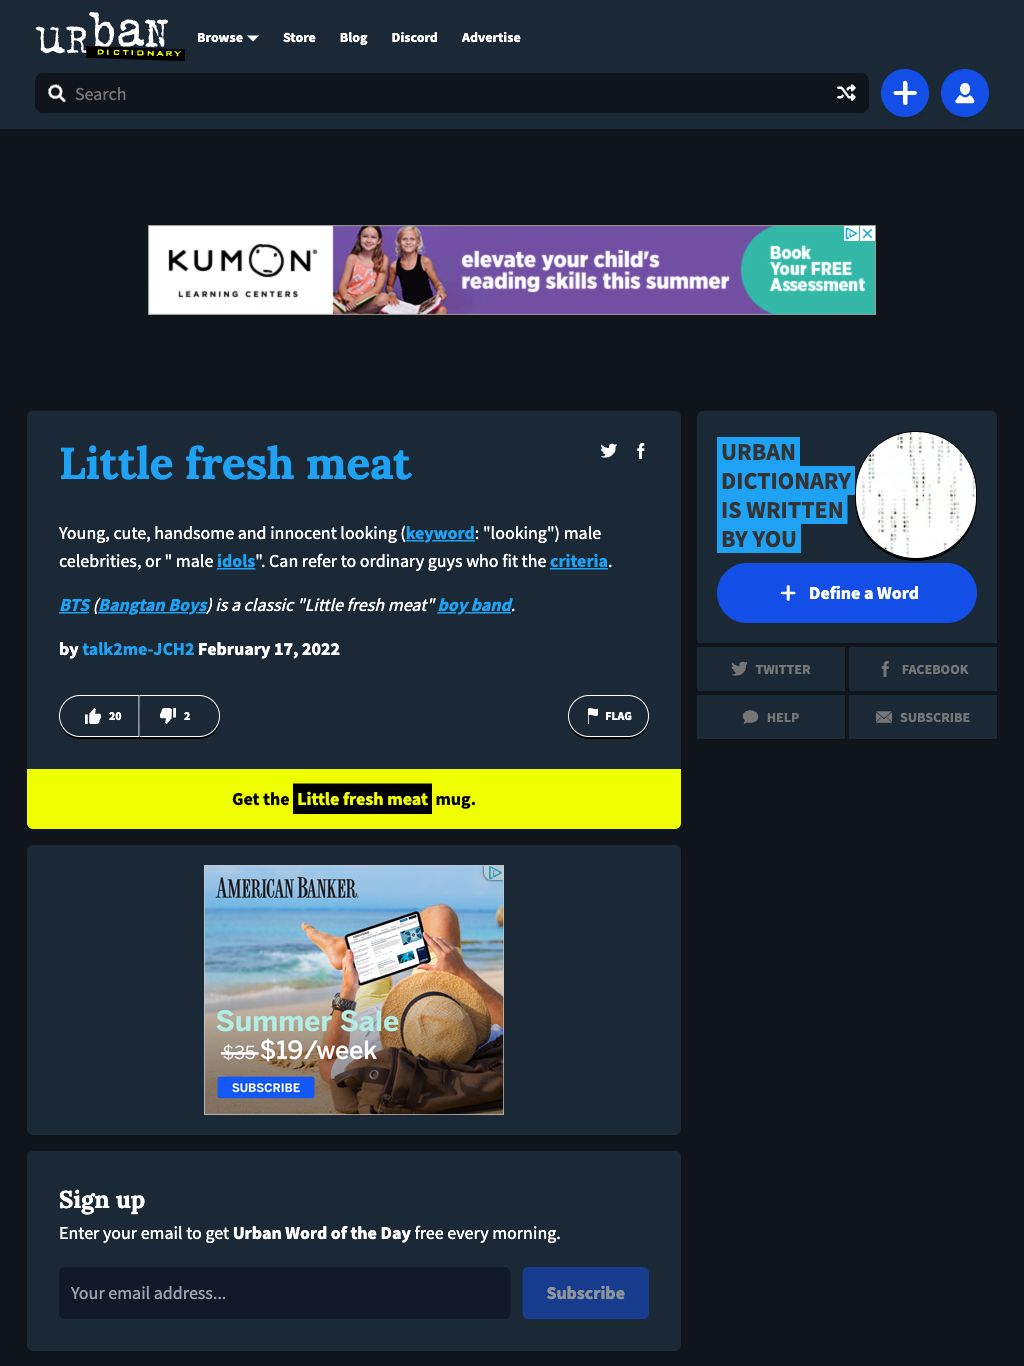 urban
DICTIONARY
Browse
Store
Blog
Discord
Advertise
Search
KUMON
LEARNING CENTERS
elevate your child's
reading skills this summer
Book
Your FREE
Assessment
Little fresh meat
Young, cute, handsome and innocent looking (keyword: "looking") male
celebrities, or " male idols". Can refer to ordinary guys who fit the criteria.
BTS (Bangtan Boys) is a classic "Little fresh meat" boy band.
by talk2me-JCH2 February 17, 2022
20
2
FLAG
Get the Little fresh meat mug.
URBAN
DICTIONARY
IS WRITTEN
BY YOU
Define a Word
TWITTER
FACEBOOK
HELP
SUBSCRIBE
AMERICAN BANKER
Summer Sale
$35 $19/week
SUBSCRIBE
Sign up
Enter your email to get Urban Word of the Day free every morning.
Your email address...
Subscribe